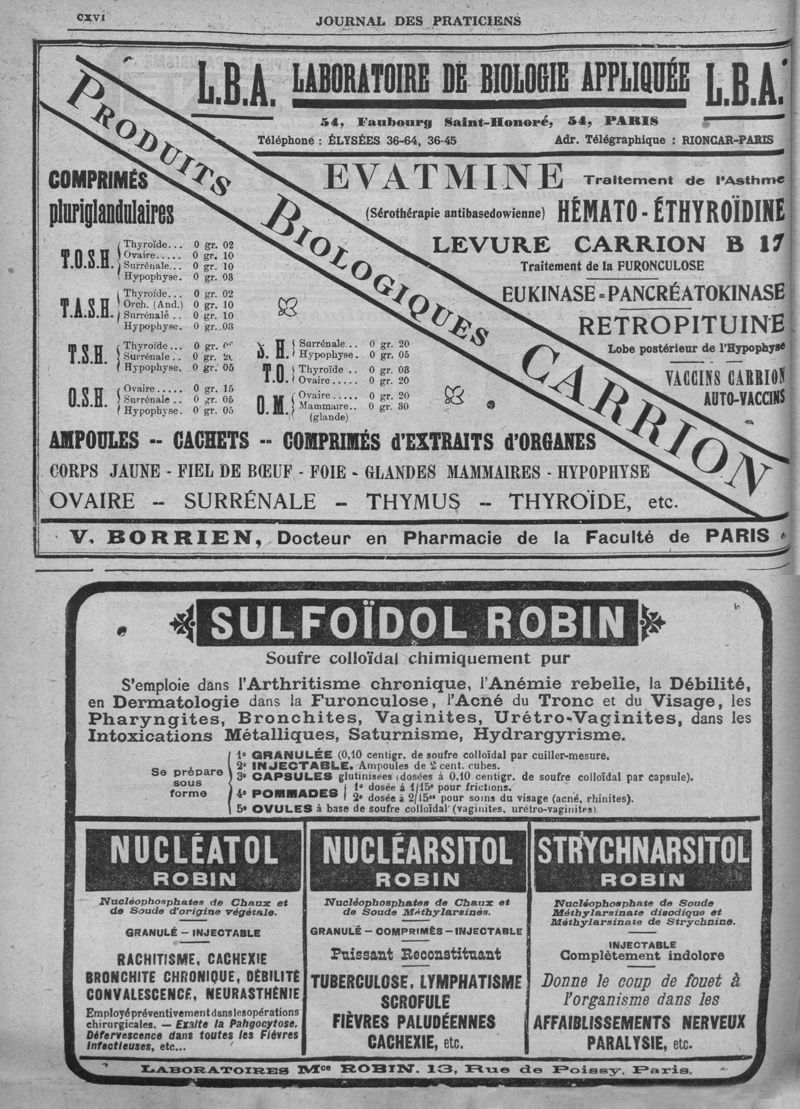 CXVI
JOURNAL DES PRATICIENS
L.B.A. LABORATOIRE DE BIOLOGIE APPLIQUÉE L.B.A.
54, Faubourg Saint-Honoré, 54, PARIS
Téléphone : ÉLYSÉES 36-64, 36-45 Adr. Télégraphique : RIONCAR-PARIS
PRODUITS BIOLOGIQUES CARRION
EVATMINE Traitement de l'Asthme
(Sérothérapie antibasedowienne) HÉMATO-ÉTHYROÏDINE
LEVURE CARRION B 17
Traitement de la FURONCULOSE
EUKINASE=PANCRÉATOKINASE
RETROPITUINE
Lobe postérieur de l'Hypophyse
VACCINS CARRION
AUTO-VACCINS
COMPRIMÉS
pluriglandulaires
T.O.S.H.
Thyroïde... 0 gr. 02
Ovaire..... 0 gr. 10
Surrénale.. 0 gr. 10
Hypophyse. 0 gr. 03
T.A.S.H.
Thyroïde... 0 gr. 02
Orch. (And.) 0 gr. 10
Surrénale .. 0 gr. 10
Hypophyse. 0 gr..03
T.S.H.
Thyroïde... 0 gr.
Surrénale .. 0 gr.
Hypophyse. 0 gr. 05
O.S.H.
Ovaire..... 0 gr. 15
Surrénale .. 0 gr. 05
Hypophyse. 0 gr. 05
S. H.
Surrénale... 0 gr. 20
Hypophyse. 0 gr. 05
T.O.
Thyroïde .. 0 gr. 03
Ovaire..... 0 gr. 20
O.M.
Ovaire..... 0 gr. 20
Mammaire.. 0 gr. 30
(glande)
AMPOULES -- CACHETS -- COMPRIMÉS d'EXTRAITS d'ORGANES
CORPS JAUNE - FIEL DE BŒUF - FOIE - GLANDES MAMMAIRES - HYPOPHYSE
OVAIRE – SURRÉNALE – THYMUS – THYROÏDE, etc.
V. BORRIEN, Docteur en Pharmacie de la Faculté de PARIS
SULFOÏDOL ROBIN
Soufre colloïdal chimiquement pur
S'emploie dans l'Arthritisme chronique, l'Anémie rebelle, la Débilité,
en Dermatologie dans la Furonculose, l'Acné du Tronc et du Visage, les
Pharyngites, Bronchites, Vaginites, Urétro-Vaginites, dans les
Intoxications Métalliques, Saturnisme, Hydrargyrisme.
Se prépare
sous
forme
1° GRANULÉE (0,10 centigr. de soufre colloïdal par cuiller-mesure,
2° INJECTABLE. Ampoules de 2 cent. cubes.
3° CAPSULES glutinisées (dosées à 0.10 centigr. de soufre colloïdal par capsule).
4° POMMADES
1° dosée à 1/15e pour frictions.
2° dosée à 2/15es pour soins du visage (acné, rhinites).
5° OVULES à base de soufre colloïdal (vaginites, urétro-vaginites).
NUCLÉATOL
ROBIN
Nucléophosphates de Chaux et
de Soude d'origine végétale.
GRANULÉ – INJECTABLE
RACHITISME, CACHEXIE
BRONCHITE CHRONIQUE, DÉBILITÉ
CONVALESCENCE, NEURASTHÉNIE
Employé préventivement dans les opérations
chirurgicales. — Exalte la Pahgocytose,
Défervescence dans toutes les Fièvres
infectieuses, etc...
NUCLÉARSITOL
ROBIN
Nucléophosphates de Chaux et
de Soude Méthylarsinés.
GRANULÉ – COMPRIMÉS – INJECTABLE
Puissant Reconstituant
TUBERCULOSE, LYMPHATISME
SCROFULE
FIÈVRES PALUDÉENNES
CACHEXIE, etc.
STRYCHNARSITOL
ROBIN
Nucléophosphate de Soude
Méthylarsinate disodique et
Méthylarsinate de Strychnine.
INJECTABLE
Complètement indolore
Donne le coup de fouet à
l'organisme dans les
AFFAIBLISSEMENTS NERVEUX
PARALYSIE, etc.
LABORATOIRES Mce ROBIN. 13, Rue de Poissy, Paris.